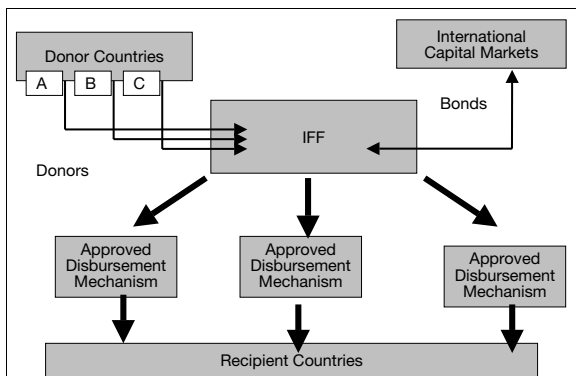 Donor Countries
A B C
International
Capital Markets
Bonds
IFF
Donors
Approved
Disbursement
Mechanism
Approved
Disbursement
Mechanism
Approved
Disbursement
Mechanism
Recipient Countries